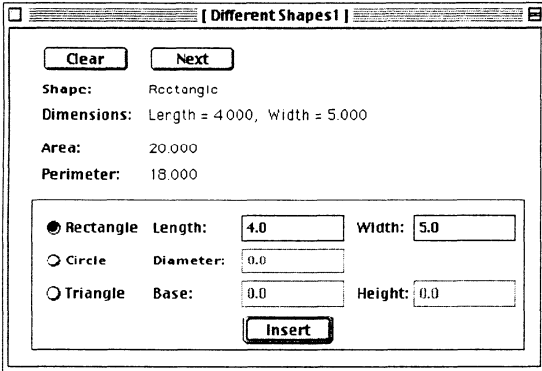 [ Different Shapes1 ]
Clear Next
Shape: Rectangle
Dimensions: Length = 4.000, Width = 5.000
Area: 20.000
Perimeter: 18.000
Rectangle Length: 4.0 Width: 5.0
Circle Diameter: 0.0
Triangle Base: 0.0 Height: 0.0
Insert